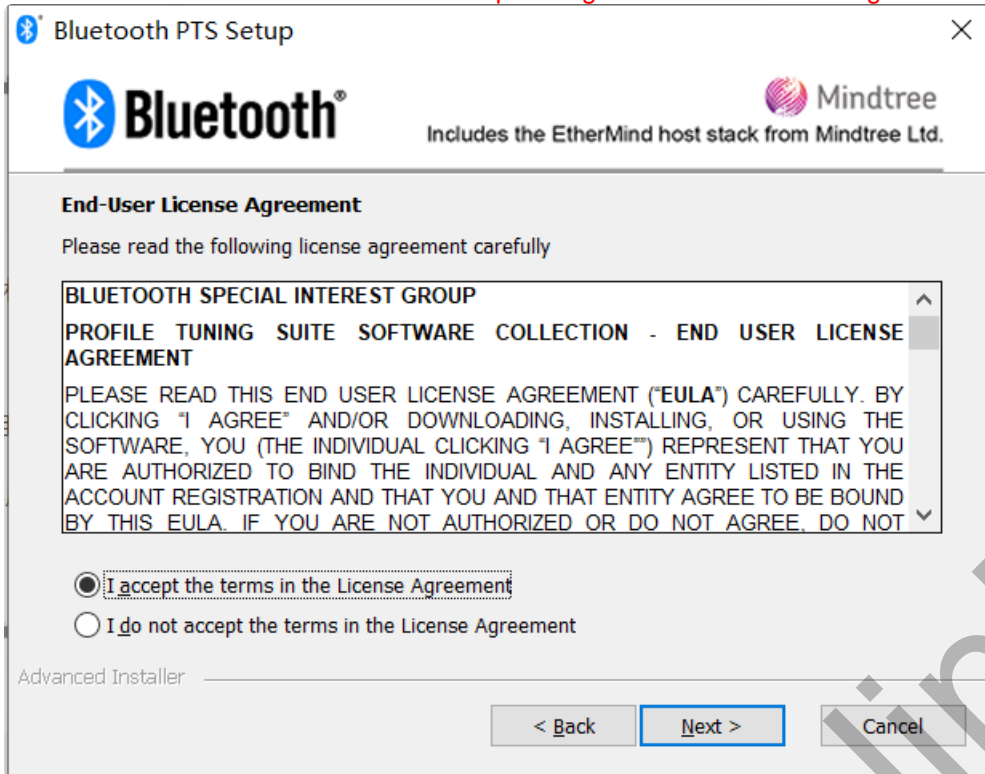 Bluetooth PTS Setup
Bluetooth®
Mindtree
Includes the EtherMind host stack from Mindtree Ltd.
End-User License Agreement
Please read the following license agreement carefully
BLUETOOTH SPECIAL INTEREST GROUP
PROFILE TUNING SUITE SOFTWARE COLLECTION - END USER LICENSE
AGREEMENT
PLEASE READ THIS END USER LICENSE AGREEMENT (“EULA”) CAREFULLY. BY
CLICKING “I AGREE” AND/OR DOWNLOADING, INSTALLING, OR USING THE
SOFTWARE, YOU (THE INDIVIDUAL CLICKING “I AGREE””) REPRESENT THAT YOU
ARE AUTHORIZED TO BIND THE INDIVIDUAL AND ANY ENTITY LISTED IN THE
ACCOUNT REGISTRATION AND THAT YOU AND THAT ENTITY AGREE TO BE BOUND
BY THIS EULA. IF YOU ARE NOT AUTHORIZED OR DO NOT AGREE, DO NOT
I accept the terms in the License Agreement
I do not accept the terms in the License Agreement
Advanced Installer
< Back Next > Cancel